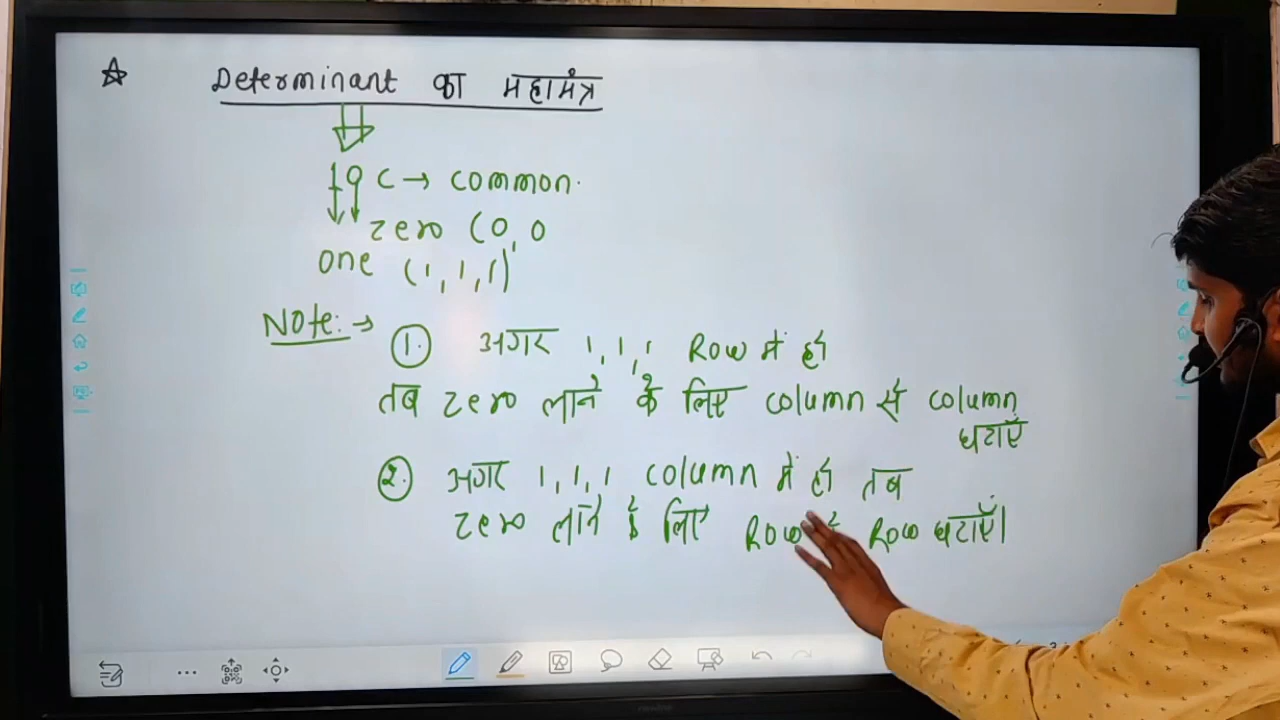 ☆ Determinant का महामंत्र
C → common.
zero (0, 0
one (1, 1, 1)
Note: → ① अगर 1, 1, 1 Row में हो
तब zero लाने के लिए column से column
घटाएँ
②. अगर 1, 1, 1 column में हो तब
zero लाने के लिए Row Row घटाएँ।